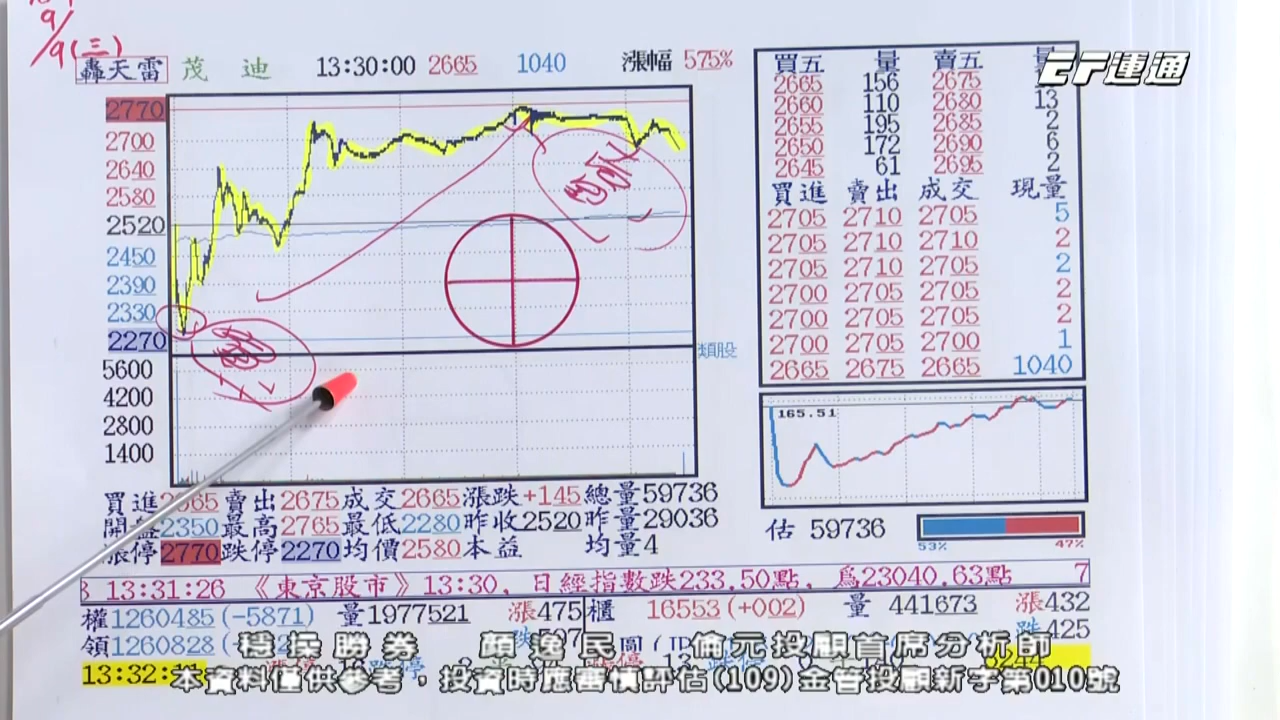 9/9(三)
轟天雷 茂迪 13:30:00 2665 1040 漲幅 575%
EF運通
2770
2700
2640
2580
2520
2450
2390
2330
2270
5600
4200
2800
1400
類股
買五 量 賣五
2665 156 2675
2660 110 2680 13
2655 195 2685 2
2650 172 2690 6
2645 61 2695 2
買進 賣出 成交 現量
2705 2710 2705 5
2705 2710 2710 2
2705 2710 2705 2
2700 2705 2705 2
2700 2705 2705 2
2700 2705 2700 1
2665 2675 2665 1040
165.51
估 59736
53% 47%
買進2665賣出2675成交2665漲跌+145總量59736
開盤2350最高2765最低2280昨收2520昨量29036
漲停2770跌停2270均價2580本益 均量4
13:31:26 《東京股市》13:30, 日經指數跌233.50點, 為23040.63點 7
權1260485(-5871) 量1977521 漲475 櫃 16553(+002) 量 441673 漲432
領1260828 跌425
13:32:
穩操勝券 顏逸民 倫元投顧首席分析師
本資料僅供參考，投資時應審慎評估(109)金管投顧新字第010號